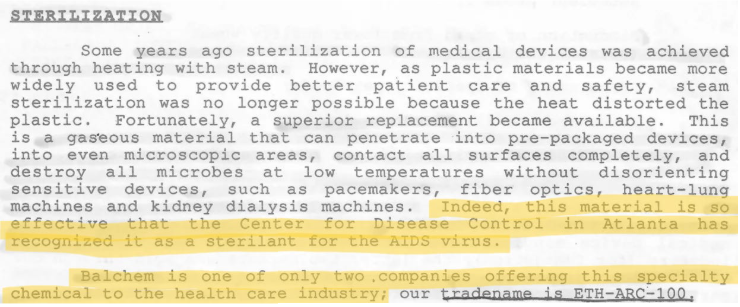 STERILIZATION
Some years ago sterilization of medical devices was achieved
through heating with steam. However, as plastic materials became more
widely used to provide better patient care and safety, steam
sterilization was no longer possible because the heat distorted the
plastic. Fortunately, a superior replacement became available. This
is a gaseous material that can penetrate into pre-packaged devices,
into even microscopic areas, contact all surfaces completely, and
destroy all microbes at low temperatures without disorienting
sensitive devices, such as pacemakers, fiber optics, heart-lung
machines and kidney dialysis machines. Indeed, this material is so
effective that the Center for Disease Control in Atlanta has
recognized it as a sterilant for the AIDS virus.
Balchem is one of only two companies offering this specialty
chemical to the health care industry; our tradename is ETH-ARC-100.